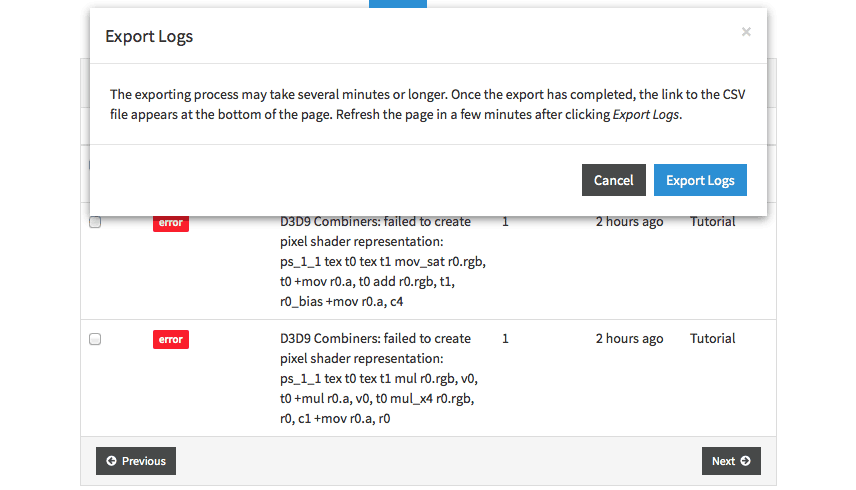 Export Logs
×
The exporting process may take several minutes or longer. Once the export has completed, the link to the CSV
file appears at the bottom of the page. Refresh the page in a few minutes after clicking Export Logs.
Cancel
Export Logs
error
D3D9 Combiners: failed to create
pixel shader representation:
ps_1_1 tex t0 tex t1 mov_sat r0.rgb,
t0 +mov r0.a, t0 add r0.rgb, t1,
r0_bias +mov r0.a, c4
1
2 hours ago
Tutorial
error
D3D9 Combiners: failed to create
pixel shader representation:
ps_1_1 tex t0 tex t1 mul r0.rgb, v0,
t0 +mul r0.a, v0, t0 mul_x4 r0.rgb,
r0, c1 +mov r0.a, r0
1
2 hours ago
Tutorial
Previous
Next